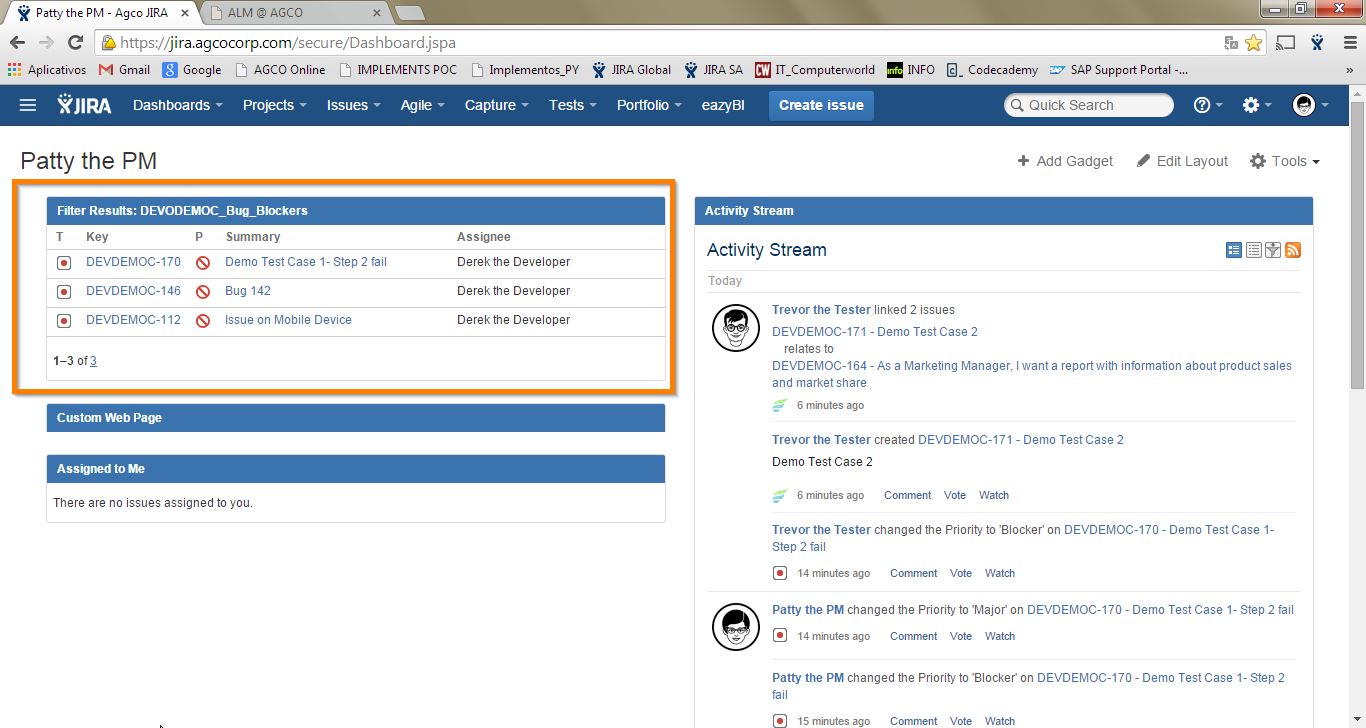 Patty the PM - Agco JIRA
ALM @ AGCO
https://jira.agcocorp.com/secure/Dashboard.jspa
Aplicativos Gmail Google AGCO Online IMPLEMENTS POC Implementos_PY JIRA Global JIRA SA CW IT_Computerworld info INFO Codecademy SAP Support Portal -... »
JIRA Dashboards Projects Issues Agile Capture Tests Portfolio eazyBI Create issue Quick Search
Patty the PM
Add Gadget Edit Layout Tools
Filter Results: DEVODEMOC_Bug_Blockers
T Key P Summary Assignee
DEVDEMOC-170 Demo Test Case 1- Step 2 fail Derek the Developer
DEVDEMOC-146 Bug 142 Derek the Developer
DEVDEMOC-112 Issue on Mobile Device Derek the Developer
1–3 of 3
Custom Web Page
Assigned to Me
There are no issues assigned to you.
Activity Stream
Activity Stream
Today
Trevor the Tester linked 2 issues
DEVDEMOC-171 - Demo Test Case 2
relates to
DEVDEMOC-164 - As a Marketing Manager, I want a report with information about product sales
and market share
6 minutes ago
Trevor the Tester created DEVDEMOC-171 - Demo Test Case 2
Demo Test Case 2
6 minutes ago Comment Vote Watch
Trevor the Tester changed the Priority to 'Blocker' on DEVDEMOC-170 - Demo Test Case 1-
Step 2 fail
14 minutes ago Comment Vote Watch
Patty the PM changed the Priority to 'Major' on DEVDEMOC-170 - Demo Test Case 1- Step 2 fail
14 minutes ago Comment Vote Watch
Patty the PM changed the Priority to 'Blocker' on DEVDEMOC-170 - Demo Test Case 1- Step 2
fail
15 minutes ago Comment Vote Watch